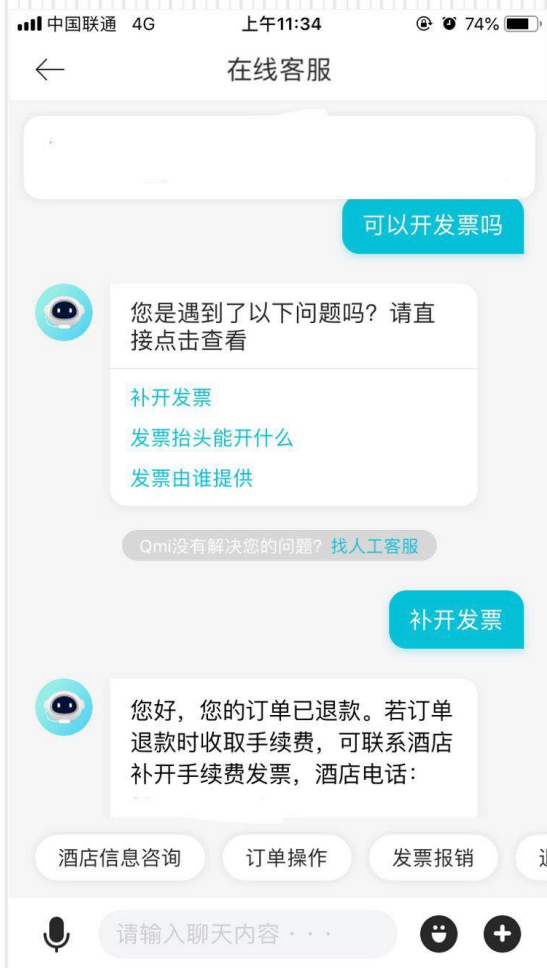 中国联通 4G 上午11:34 74%
在线客服
可以开发票吗
您是遇到了以下问题吗？请直
接点击查看
补开发票
发票抬头能开什么
发票由谁提供
Qmi没有解决您的问题？找人工客服
补开发票
您好，您的订单已退款。若订单
退款时收取手续费，可联系酒店
补开手续费发票，酒店电话：
酒店信息咨询 订单操作 发票报销
请输入聊天内容···